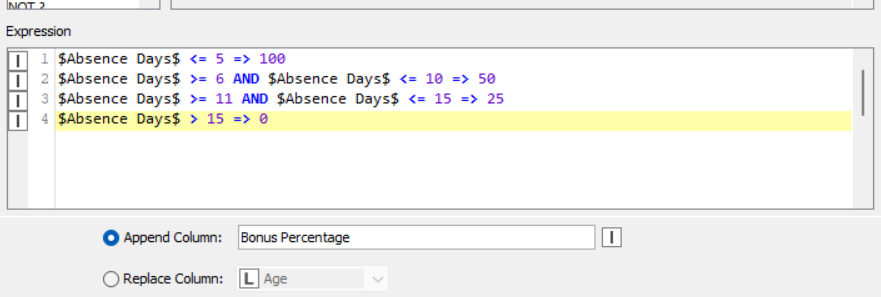 NOT ?
Expression
1 $Absence Days$ <= 5 => 100
2 $Absence Days$ >= 6 AND $Absence Days$ <= 10 => 50
3 $Absence Days$ >= 11 AND $Absence Days$ <= 15 => 25
4 $Absence Days$ > 15 => 0
Append Column: Bonus Percentage I
Replace Column: L Age